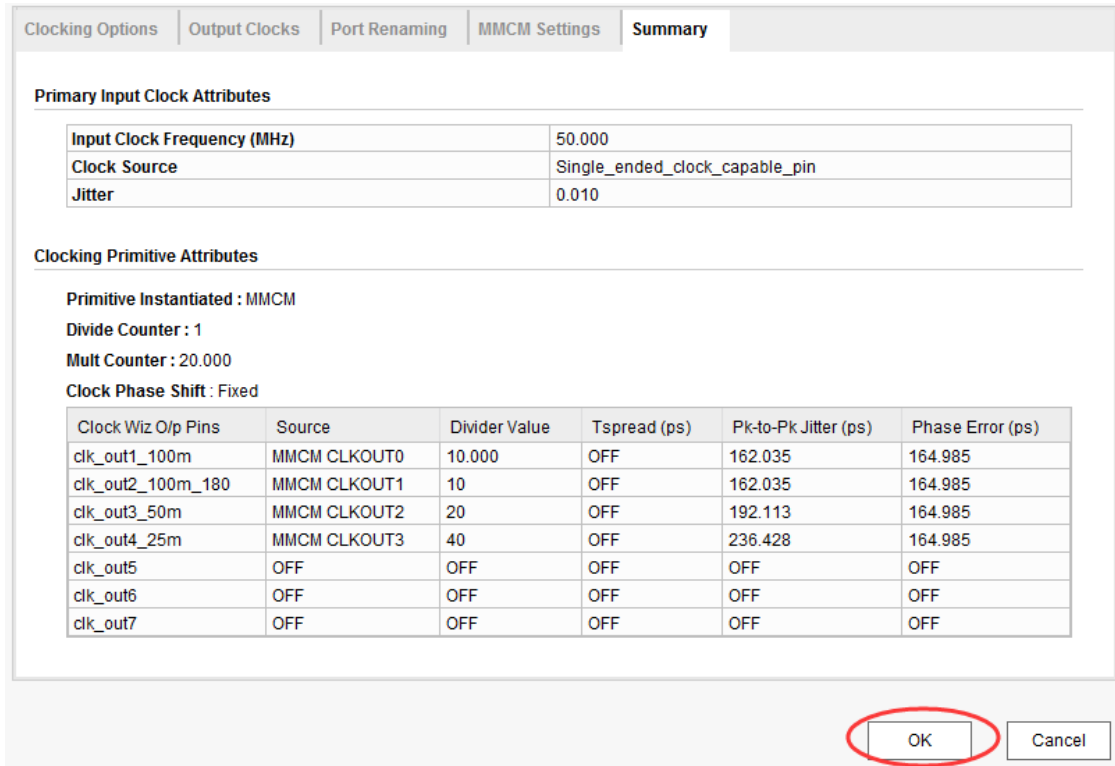 Clocking Options Output Clocks Port Renaming MMCM Settings Summary
Primary Input Clock Attributes
Input Clock Frequency (MHz) 50.000
Clock Source Single_ended_clock_capable_pin
Jitter 0.010
Clocking Primitive Attributes
Primitive Instantiated : MMCM
Divide Counter : 1
Mult Counter : 20.000
Clock Phase Shift : Fixed
Clock Wiz O/p Pins Source Divider Value Tspread (ps) Pk-to-Pk Jitter (ps) Phase Error (ps)
clk_out1_100m MMCM CLKOUT0 10.000 OFF 162.035 164.985
clk_out2_100m_180 MMCM CLKOUT1 10 OFF 162.035 164.985
clk_out3_50m MMCM CLKOUT2 20 OFF 192.113 164.985
clk_out4_25m MMCM CLKOUT3 40 OFF 236.428 164.985
clk_out5 OFF OFF OFF OFF OFF
clk_out6 OFF OFF OFF OFF OFF
clk_out7 OFF OFF OFF OFF OFF
OK Cancel